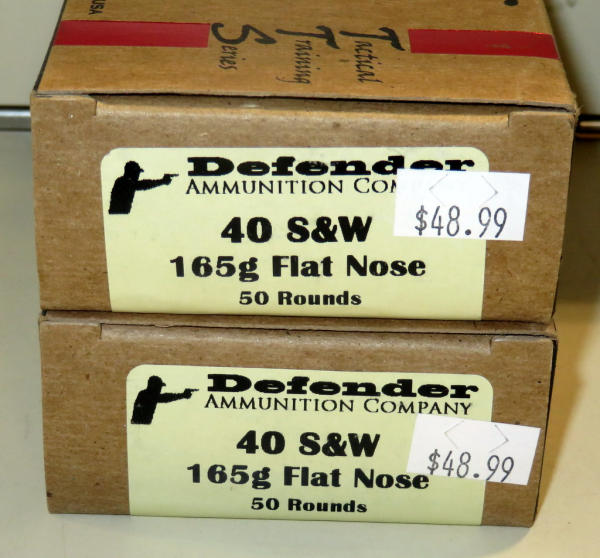 USA
Tactical
Training
Series
Defender
AMMUNITION COMPANY
$48.99
40 S&W
165g Flat Nose
50 Rounds
Defender
AMMUNITION COMPANY
40 S&W
$48.99
165g Flat Nose
50 Rounds